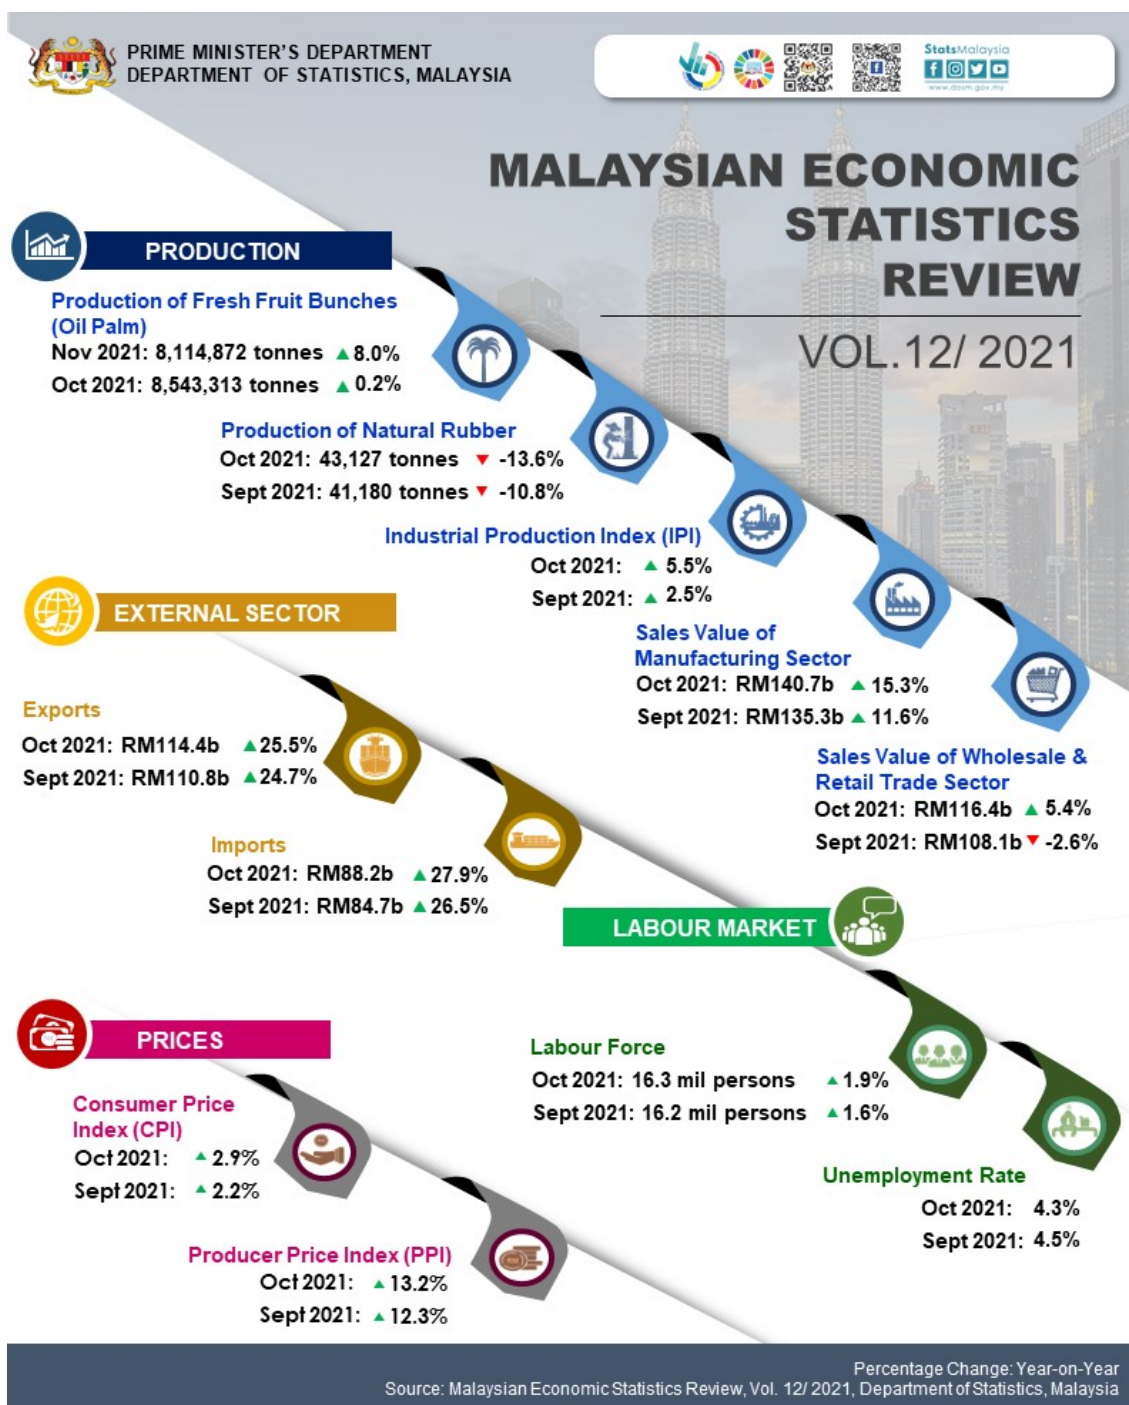 PRIME MINISTER'S DEPARTMENT
DEPARTMENT OF STATISTICS, MALAYSIA
StatsMalaysia
www.dosm.gov.my
MALAYSIAN ECONOMIC
STATISTICS
REVIEW
VOL.12/ 2021
PRODUCTION
Production of Fresh Fruit Bunches
(Oil Palm)
Nov 2021: 8,114,872 tonnes ▲ 8.0%
Oct 2021: 8,543,313 tonnes ▲ 0.2%
Production of Natural Rubber
Oct 2021: 43,127 tonnes ▼ -13.6%
Sept 2021: 41,180 tonnes ▼ -10.8%
Industrial Production Index (IPI)
Oct 2021: ▲ 5.5%
Sept 2021: ▲ 2.5%
Sales Value of
Manufacturing Sector
Oct 2021: RM140.7b ▲ 15.3%
Sept 2021: RM135.3b ▲ 11.6%
Sales Value of Wholesale &
Retail Trade Sector
Oct 2021: RM116.4b ▲ 5.4%
Sept 2021: RM108.1b ▼ -2.6%
EXTERNAL SECTOR
Exports
Oct 2021: RM114.4b ▲ 25.5%
Sept 2021: RM110.8b ▲ 24.7%
Imports
Oct 2021: RM88.2b ▲ 27.9%
Sept 2021: RM84.7b ▲ 26.5%
LABOUR MARKET
Labour Force
Oct 2021: 16.3 mil persons ▲ 1.9%
Sept 2021: 16.2 mil persons ▲ 1.6%
Unemployment Rate
Oct 2021: 4.3%
Sept 2021: 4.5%
PRICES
Consumer Price
Index (CPI)
Oct 2021: ▲ 2.9%
Sept 2021: ▲ 2.2%
Producer Price Index (PPI)
Oct 2021: ▲ 13.2%
Sept 2021: ▲ 12.3%
Percentage Change: Year-on-Year
Source: Malaysian Economic Statistics Review, Vol. 12/ 2021, Department of Statistics, Malaysia